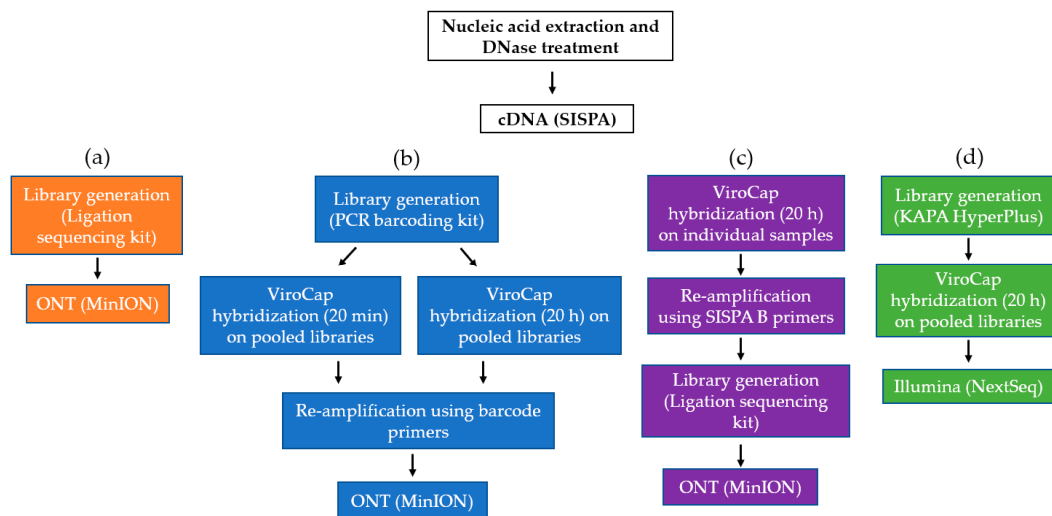 Nucleic acid extraction and
DNase treatment
cDNA (SISPA)
(a)
Library generation
(Ligation
sequencing kit)
ONT (MinION)
(b)
Library generation
(PCR barcoding kit)
ViroCap
hybridization (20 min)
on pooled libraries
ViroCap
hybridization (20 h) on
pooled libraries
Re-amplification using barcode
primers
ONT (MinION)
(c)
ViroCap
hybridization (20 h)
on individual samples
Re-amplification
using SISPA B primers
Library generation
(Ligation sequencing
kit)
ONT (MinION)
(d)
Library generation
(KAPA HyperPlus)
ViroCap
hybridization (20 h)
on pooled libraries
Illumina (NextSeq)